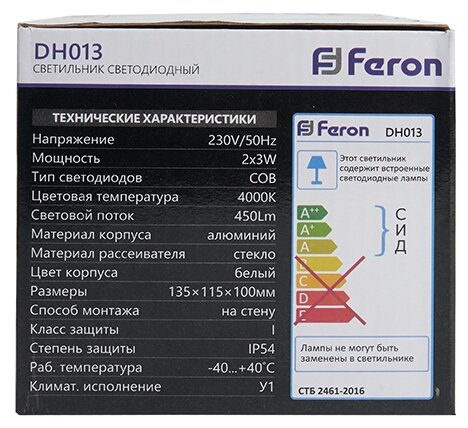 DH013
СВЕТИЛЬНИК СВЕТОДИОДНЫЙ
Feron
ТЕХНИЧЕСКИЕ ХАРАКТЕРИСТИКИ
Напряжение 230V/50Hz
Мощность 2x3W
Тип светодиодов COB
Цветовая температура 4000K
Световой поток 450Lm
Материал корпуса алюминий
Материал рассеивателя стекло
Цвет корпуса белый
Размеры 135×115×100мм
Способ монтажа на стену
Класс защиты I
Степень защиты IP54
Раб. температура -40...+40°C
Климат. исполнение У1
Feron DH013
Этот светильник
содержит встроенные
светодиодные лампы
A++
A+
A
B
C
D
E
С
И
Д
Лампы не могут быть
заменены в светильнике
СТБ 2461-2016